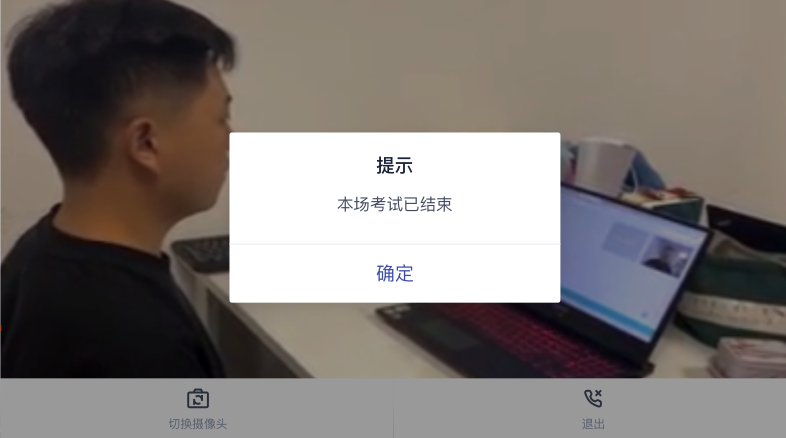 提示
本场考试已结束
确定
切换摄像头
退出